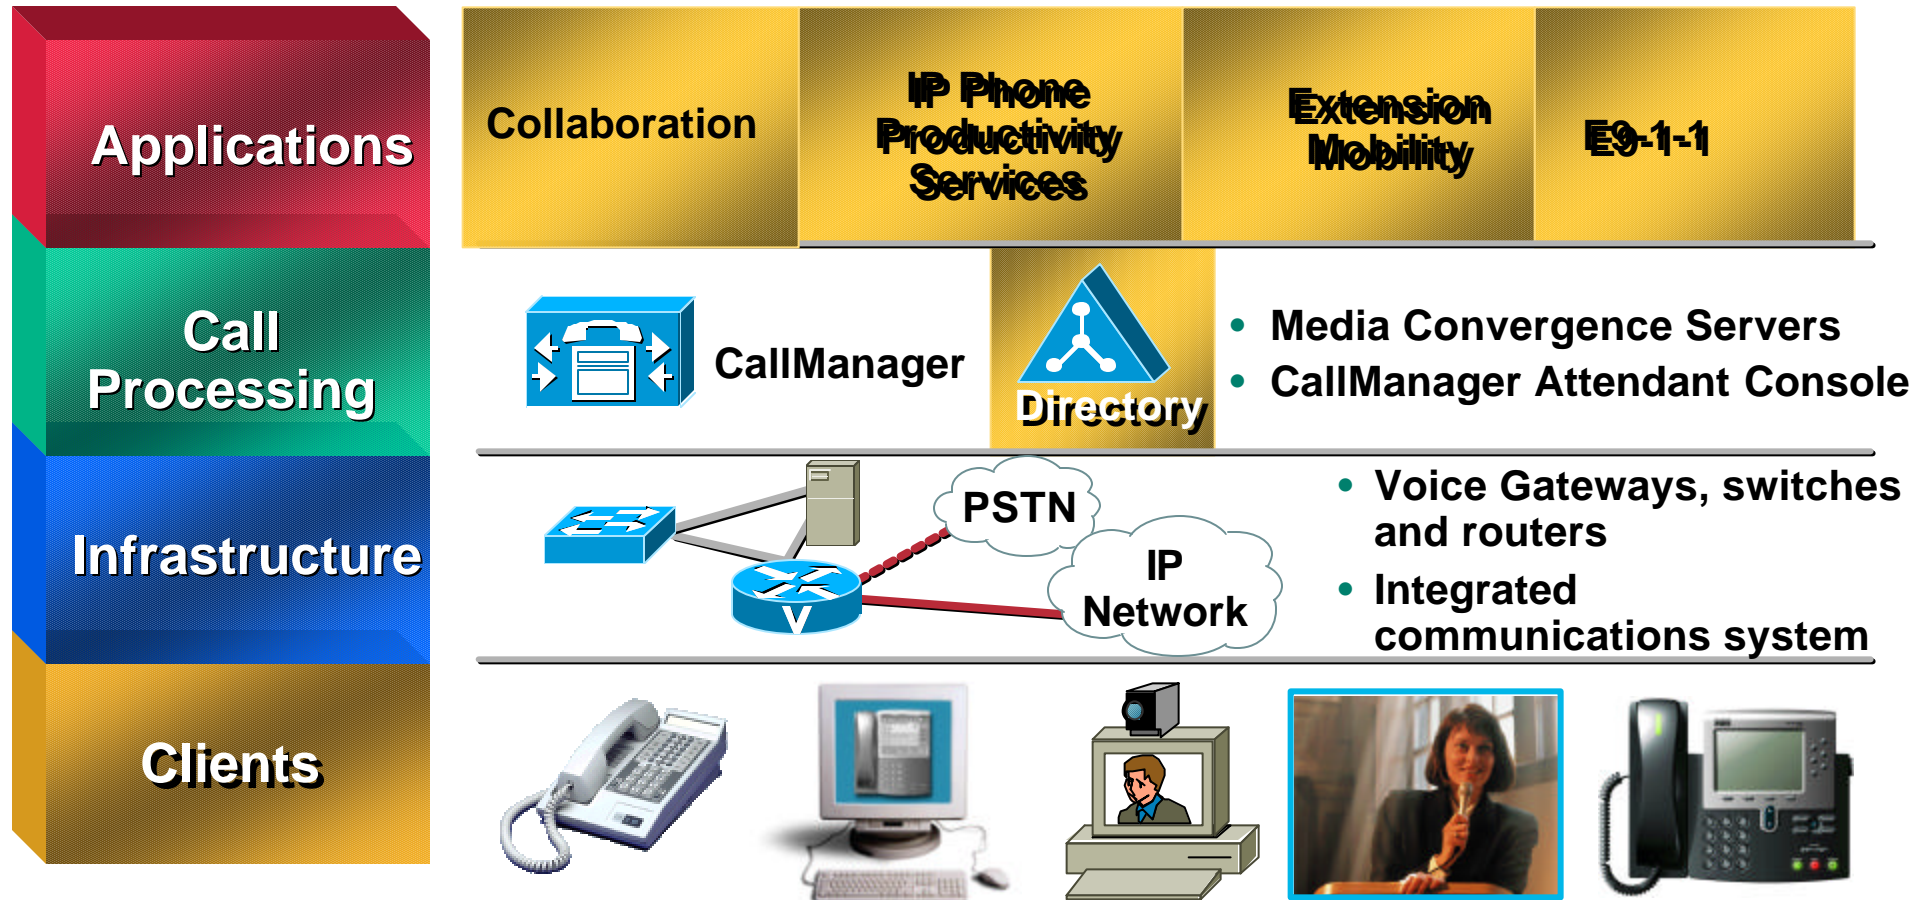 Applications
Collaboration
IP Phone
Productivity
Services
Extension
Mobility
E9-1-1
Call
Processing
CallManager
Directory
• Media Convergence Servers
• CallManager Attendant Console
Infrastructure
V
PSTN
IP
Network
• Voice Gateways, switches
and routers
• Integrated
communications system
Clients